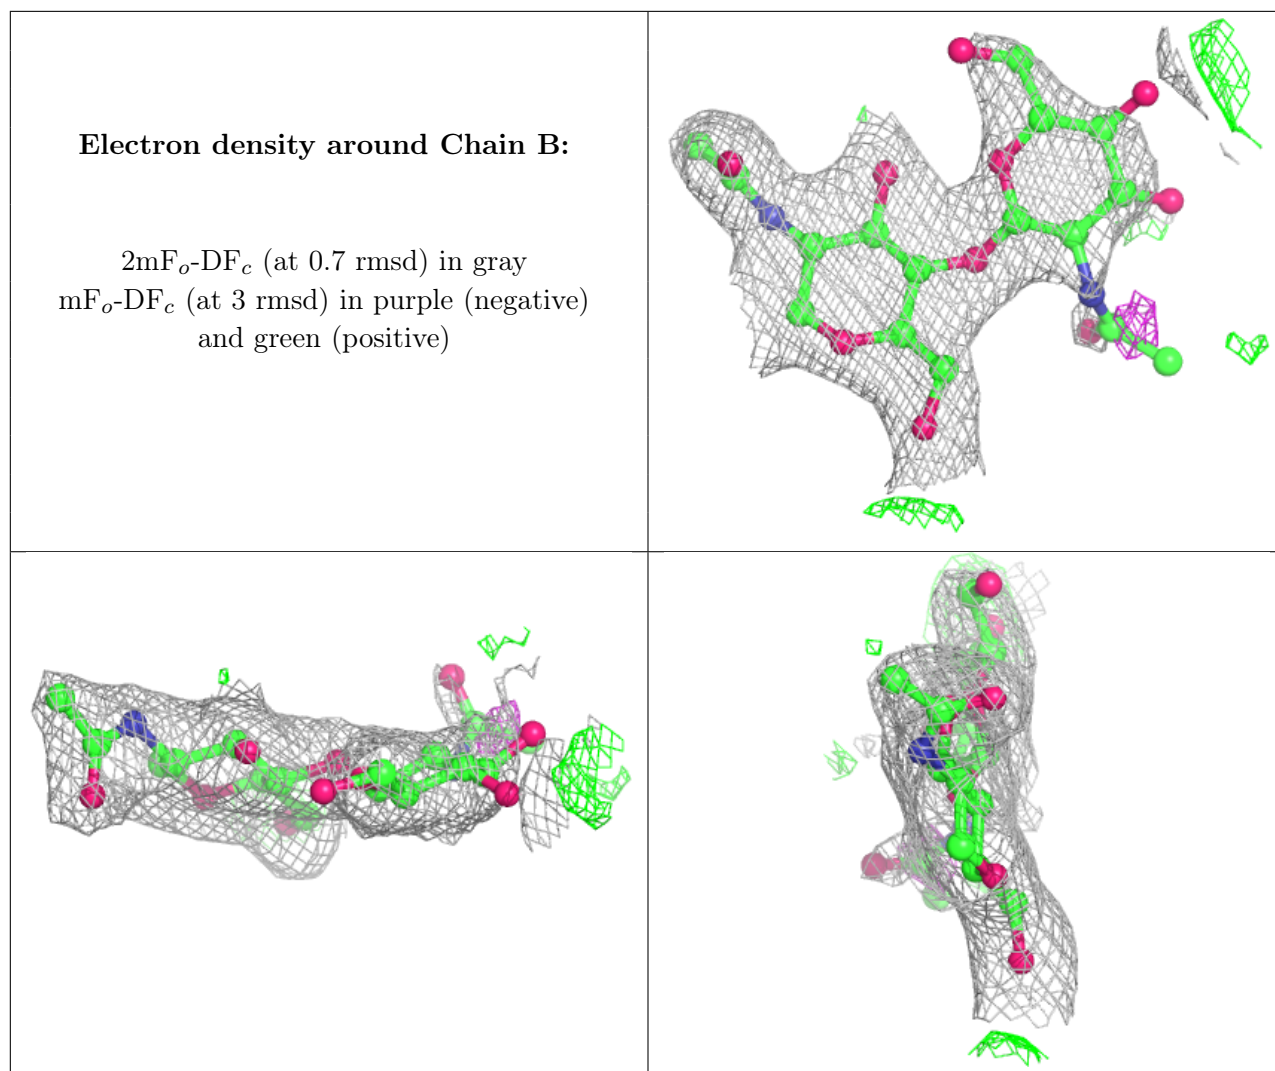 Electron density around Chain B:
2mFo-DFc (at 0.7 rmsd) in gray
mFo-DFc (at 3 rmsd) in purple (negative)
and green (positive)